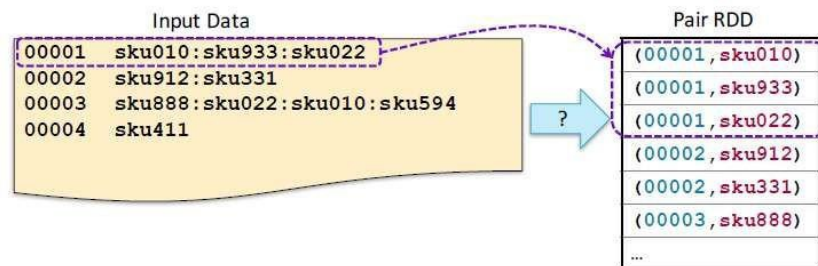 Input Data
00001 sku010:sku933:sku022
00002 sku912:sku331
00003 sku888:sku022:sku010:sku594
00004 sku411
?
Pair RDD
(00001,sku010)
(00001,sku933)
(00001,sku022)
(00002,sku912)
(00002,sku331)
(00003,sku888)
…